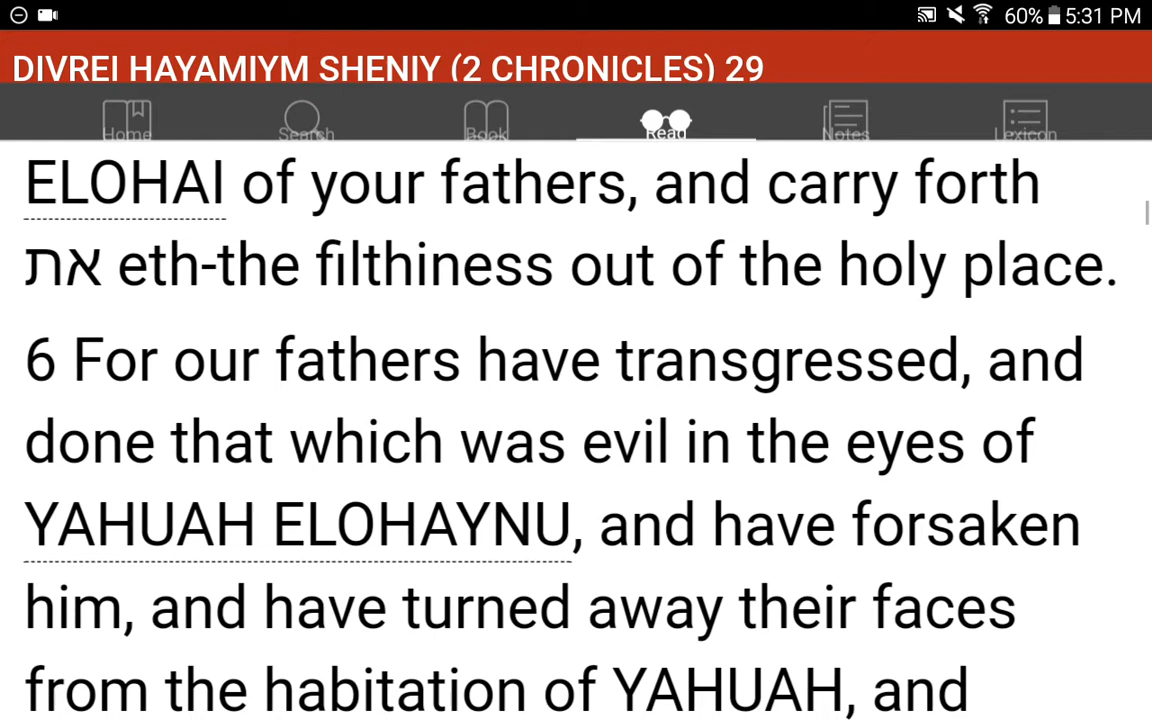 60% 5:31 PM
DIVREI HAYAMIYM SHENIY (2 CHRONICLES) 29
Home Search Book Read Notes Lexicon
ELOHAI of your fathers, and carry forth
את eth-the filthiness out of the holy place.
6 For our fathers have transgressed, and
done that which was evil in the eyes of
YAHUAH ELOHAYNU, and have forsaken
him, and have turned away their faces
from the habitation of YAHUAH, and